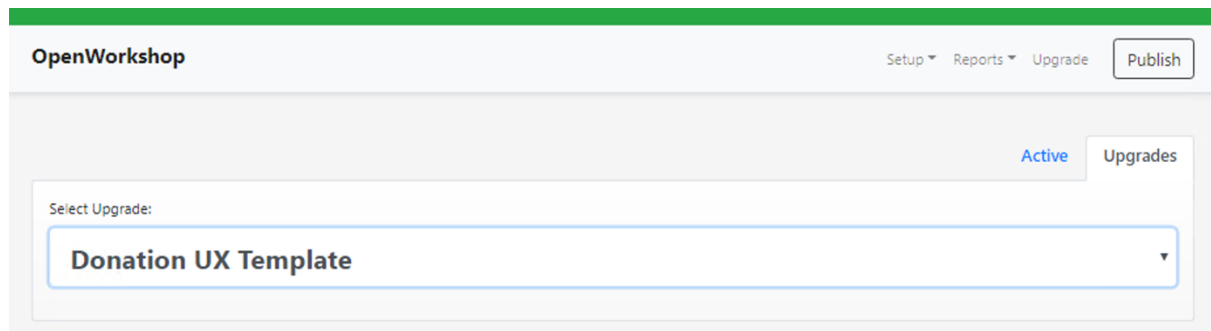 OpenWorkshop
Setup Reports Upgrade Publish
Active Upgrades
Select Upgrade:
Donation UX Template